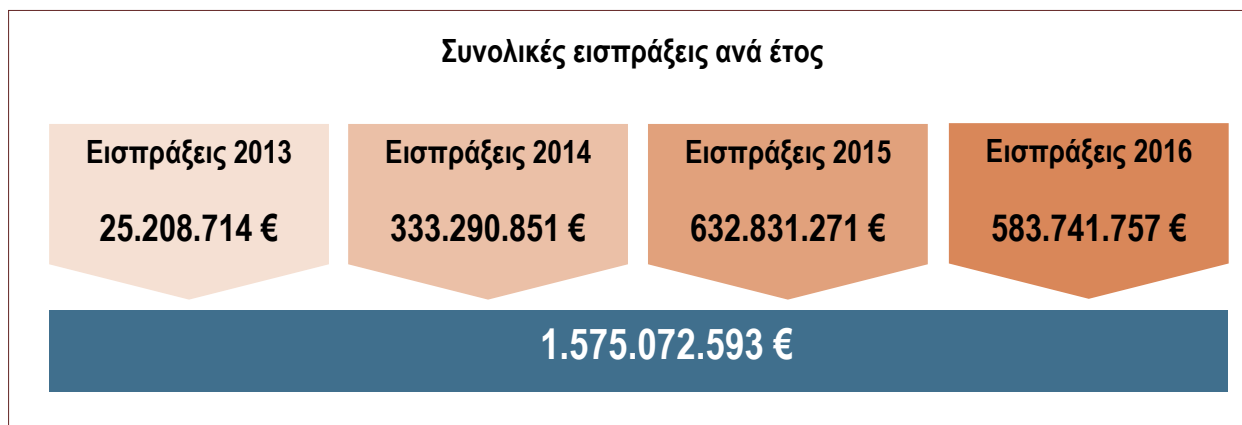 Συνολικές εισπράξεις ανά έτος
Εισπράξεις 2013
25.208.714 €
Εισπράξεις 2014
333.290.851 €
Εισπράξεις 2015
632.831.271 €
Εισπράξεις 2016
583.741.757 €
1.575.072.593 €